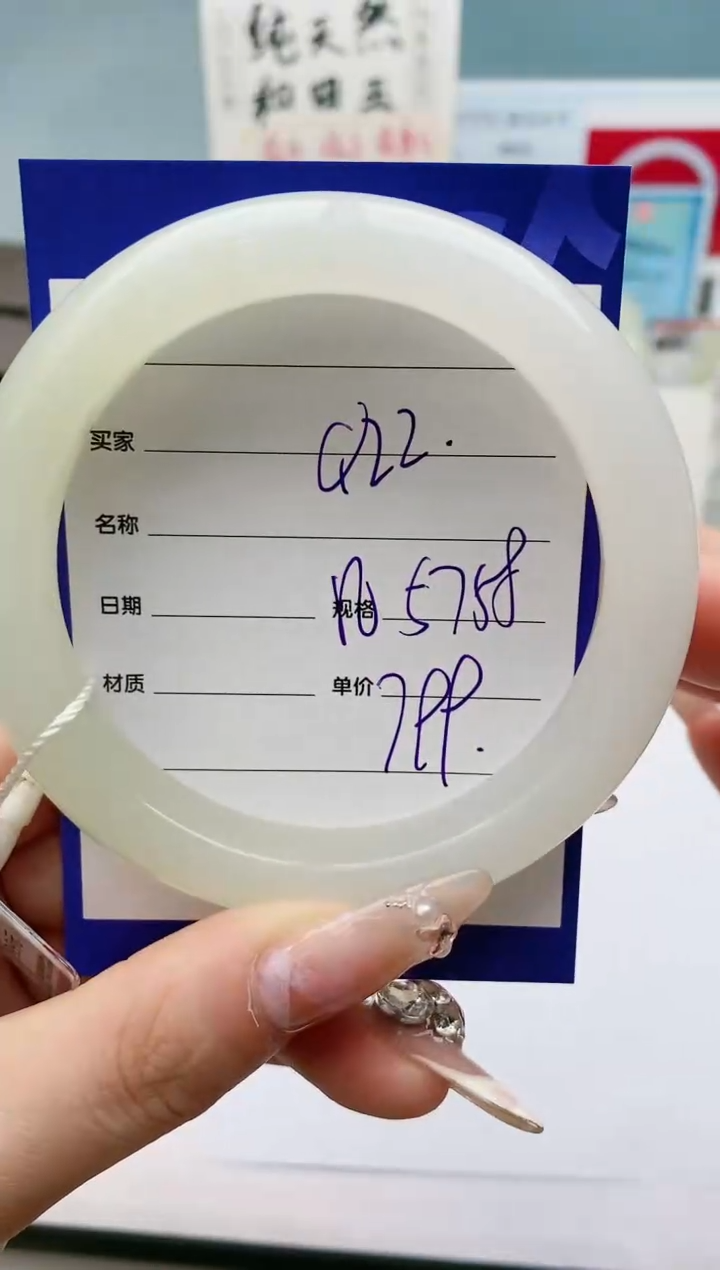 纯天然
和田玉
买家 Q22.
名称
日期 规格 5758
材质 单价 799.